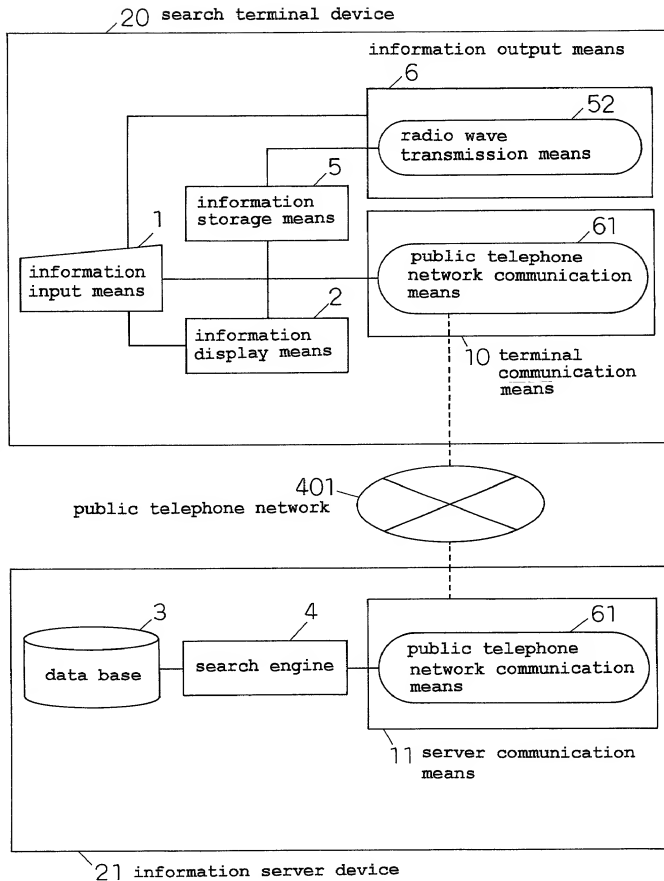 20 search terminal device
information output means
6
52
radio wave
transmission means
5
information
storage means
1
information
input means
61
public telephone
network communication
means
2
information
display means
10 terminal
communication
means
401
public telephone network
3
data base
4
search engine
61
public telephone
network communication
means
11 server communication
means
21 information server device